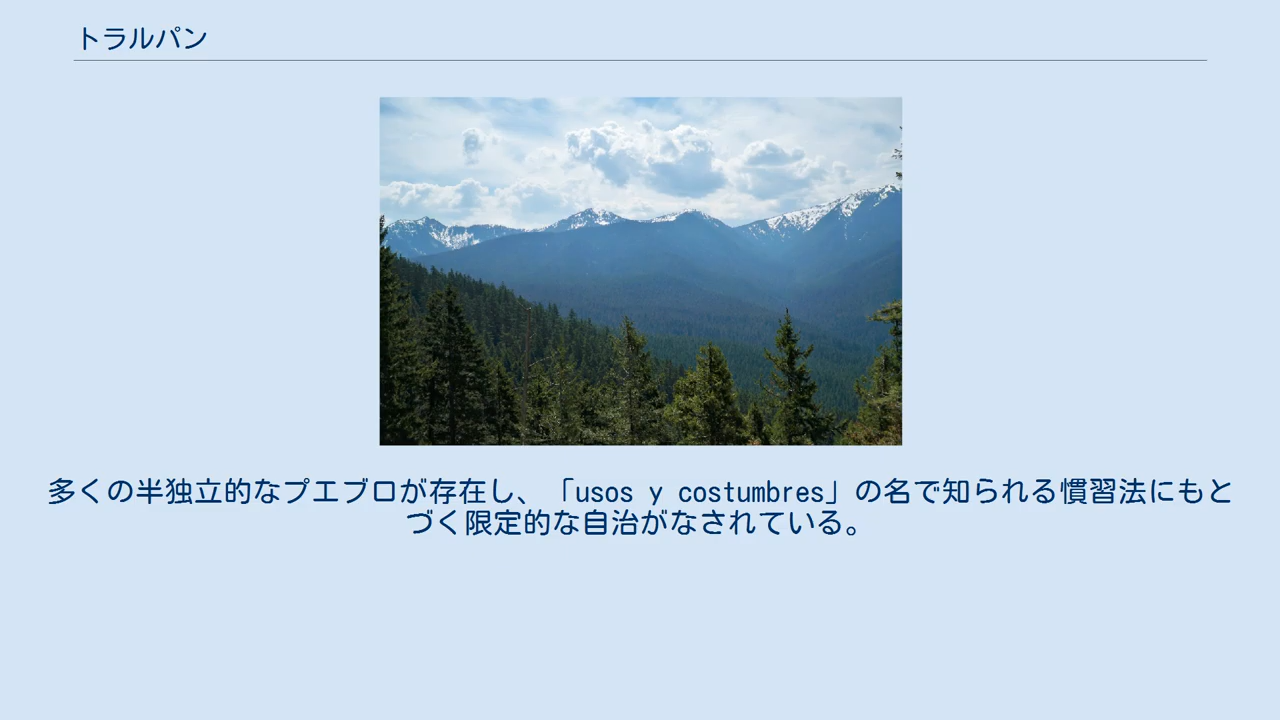 トラルパン
多くの半独立的なプエブロが存在し、「usos y costumbres」の名で知られる慣習法にもと
づく限定的な自治がなされている。